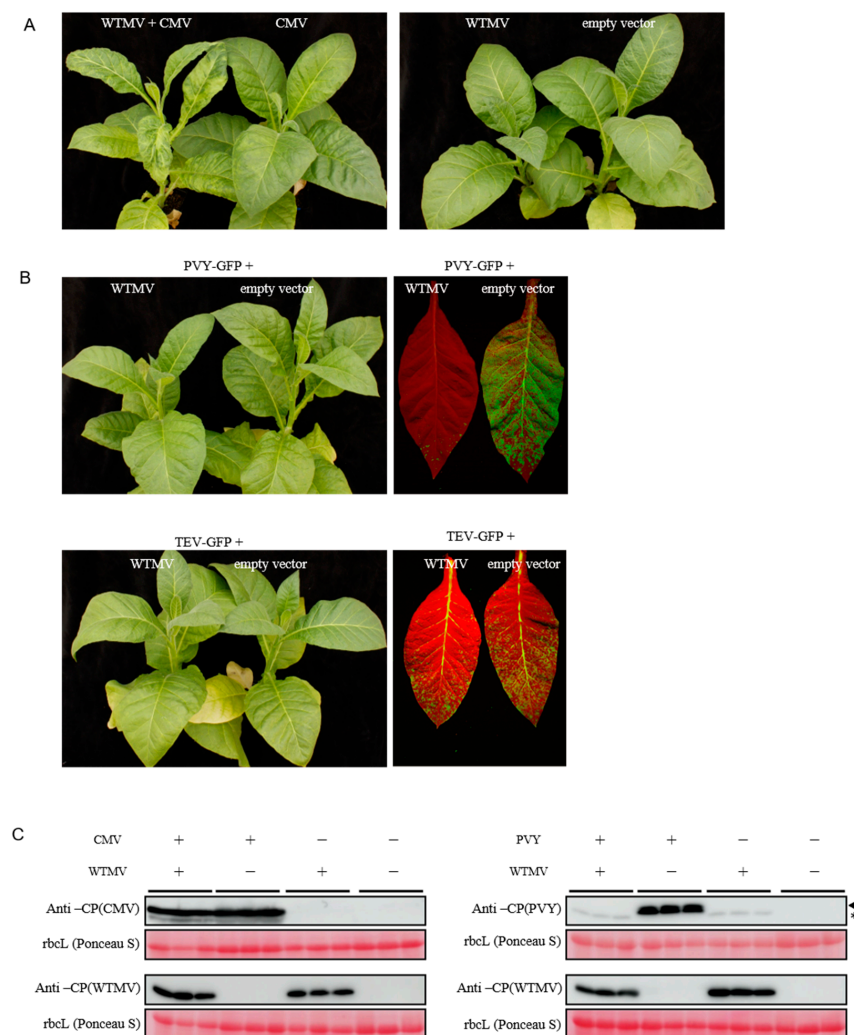 A
WTMV + CMV CMV
WTMV empty vector
B
PVY-GFP +
WTMV empty vector
PVY-GFP +
WTMV empty vector
TEV-GFP +
WTMV empty vector
TEV-GFP +
WTMV empty vector
C
CMV + + − −
WTMV + − + −
Anti –CP(CMV)
rbcL (Ponceau S)
Anti –CP(WTMV)
rbcL (Ponceau S)
PVY + + − −
WTMV + − + −
Anti –CP(PVY) ◄
*
rbcL (Ponceau S)
Anti –CP(WTMV)
rbcL (Ponceau S)